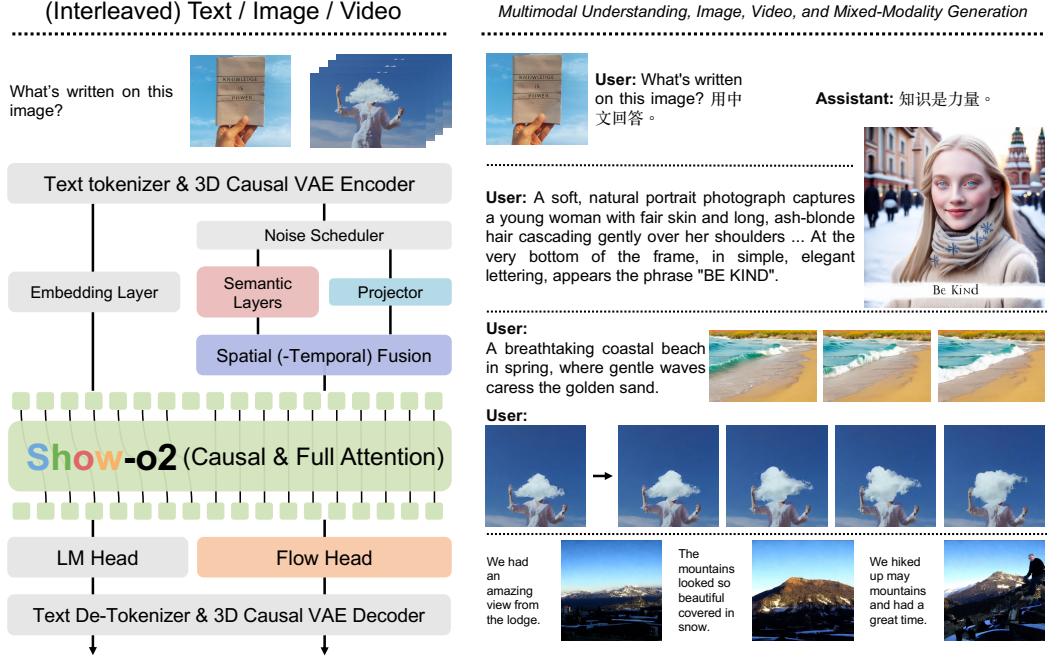 (Interleaved) Text / Image / Video
What's written on this
image?
KNOWLEDGE
IS
POWER
Text tokenizer & 3D Causal VAE Encoder
Noise Scheduler
Embedding Layer
Semantic
Layers
Projector
Spatial (-Temporal) Fusion
Show-o2 (Causal & Full Attention)
LM Head
Flow Head
Text De-Tokenizer & 3D Causal VAE Decoder
Multimodal Understanding, Image, Video, and Mixed-Modality Generation
KNOWLEDGE
IS
POWER
User: What's written
on this image? 用中
文回答。
Assistant: 知识是力量。
User: A soft, natural portrait photograph captures
a young woman with fair skin and long, ash-blonde
hair cascading gently over her shoulders ... At the
very bottom of the frame, in simple, elegant
lettering, appears the phrase "BE KIND".
Be Kind
User:
A breathtaking coastal beach
in spring, where gentle waves
caress the golden sand.
User:
We had
an
amazing
view from
the lodge.
The
mountains
looked so
beautiful
covered in
snow.
We hiked
up may
mountains
and had a
great time.